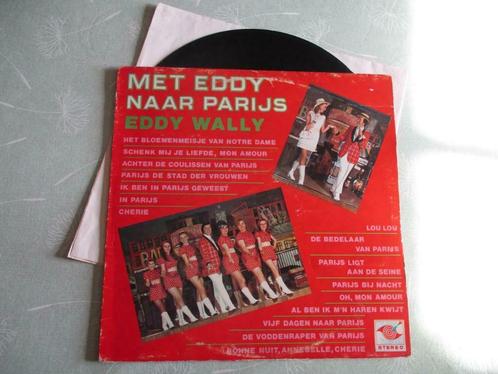 MET EDDY
NAAR PARIJS
EDDY WALLY
HET BLOEMENMEISJE VAN NOTRE DAME
SCHENK MIJ JE LIEFDE, MON AMOUR
ACHTER DE COULISSEN VAN PARIJS
PARIJS DE STAD DER VROUWEN
IK BEN IN PARIJS GEWEEST
IN PARIJS
CHERIE
LOU LOU
DE BEDELAAR
VAN PARIJS
PARIJS LIGT
AAN DE SEINE
PARIJS BIJ NACHT
OH, MON AMOUR
AL BEN IK M'N HAREN KWIJT
VIJF DAGEN NAAR PARIJS
DE VODDENRAPER VAN PARIJS
BONNE NUIT, ANNEBELLE, CHERIE
STEREO